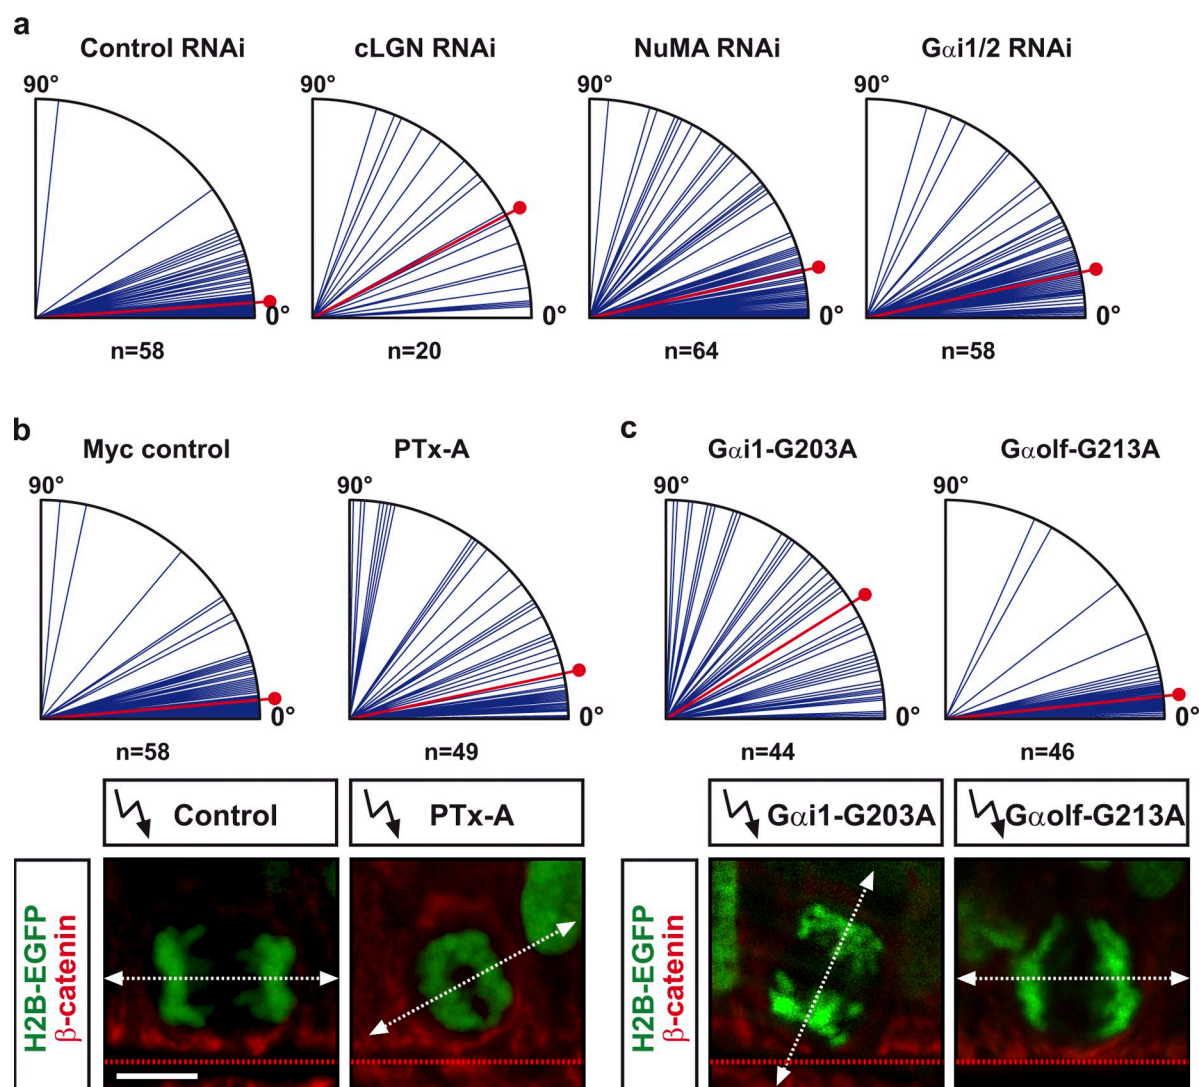 a
Control RNAi cLGN RNAi NuMA RNAi Gαi1/2 RNAi
90° 90° 90° 90°
0° 0° 0° 0°
n=58 n=20 n=64 n=58
b c
Myc control PTx-A Gαi1-G203A Gαolf-G213A
90° 90° 90° 90°
0° 0° 0° 0°
n=58 n=49 n=44 n=46
Control PTx-A Gαi1-G203A Gαolf-G213A
H2B-EGFP
β-catenin
H2B-EGFP
β-catenin